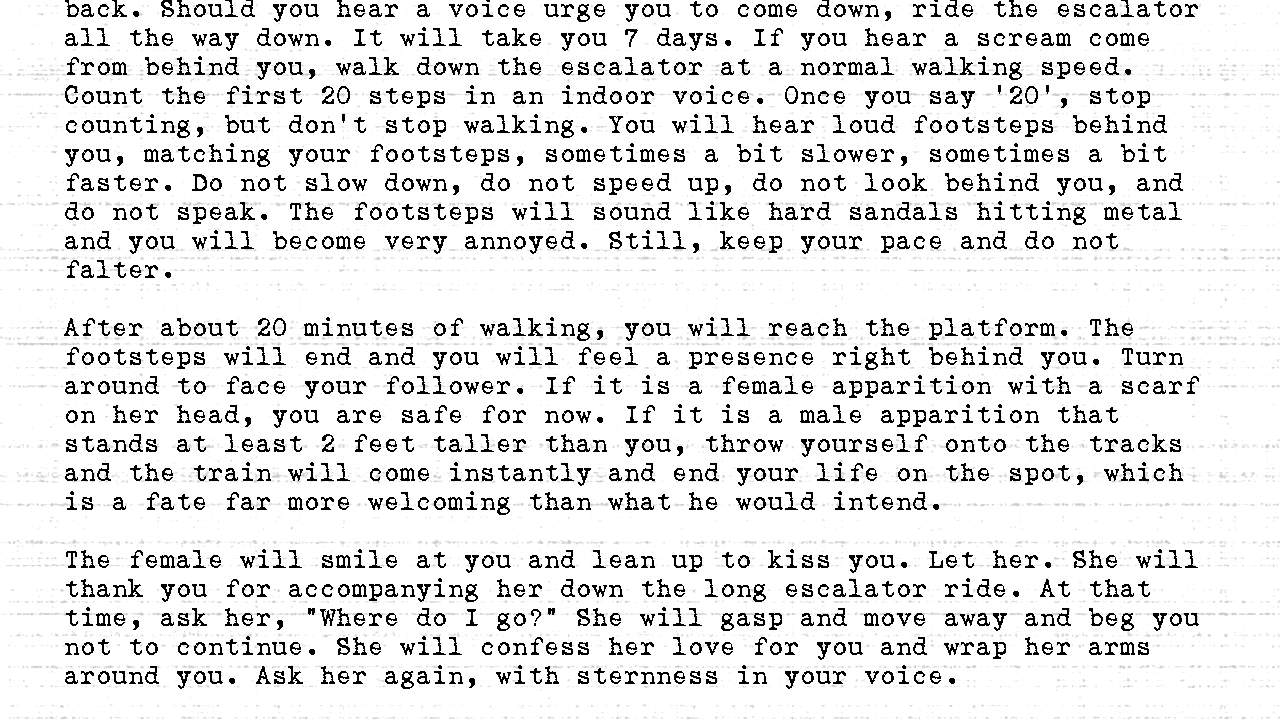 back. Should you hear a voice urge you to come down, ride the escalator
all the way down. It will take you 7 days. If you hear a scream come
from behind you, walk down the escalator at a normal walking speed.
Count the first 20 steps in an indoor voice. Once you say '20', stop
counting, but don't stop walking. You will hear loud footsteps behind
you, matching your footsteps, sometimes a bit slower, sometimes a bit
faster. Do not slow down, do not speed up, do not look behind you, and
do not speak. The footsteps will sound like hard sandals hitting metal
and you will become very annoyed. Still, keep your pace and do not
falter.
After about 20 minutes of walking, you will reach the platform. The
footsteps will end and you will feel a presence right behind you. Turn
around to face your follower. If it is a female apparition with a scarf
on her head, you are safe for now. If it is a male apparition that
stands at least 2 feet taller than you, throw yourself onto the tracks
and the train will come instantly and end your life on the spot, which
is a fate far more welcoming than what he would intend.
The female will smile at you and lean up to kiss you. Let her. She will
thank you for accompanying her down the long escalator ride. At that
time, ask her, "Where do I go?" She will gasp and move away and beg you
not to continue. She will confess her love for you and wrap her arms
around you. Ask her again, with sternness in your voice.